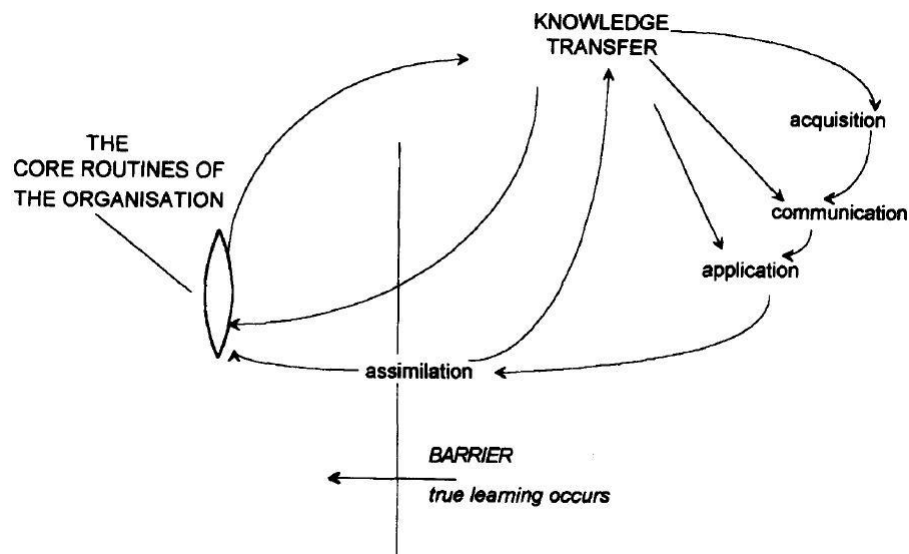 KNOWLEDGE
TRANSFER
acquisition
THE
CORE ROUTINES OF
THE ORGANISATION
communication
application
assimilation
BARRIER
true learning occurs